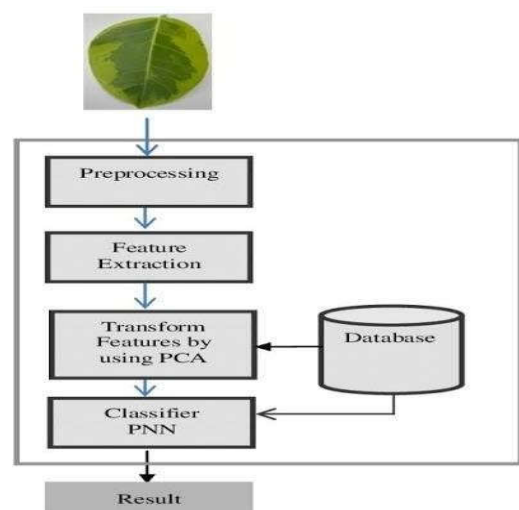 Preprocessing
Feature
Extraction
Transform
Features by
using PCA
Database
Classifier
PNN
Result